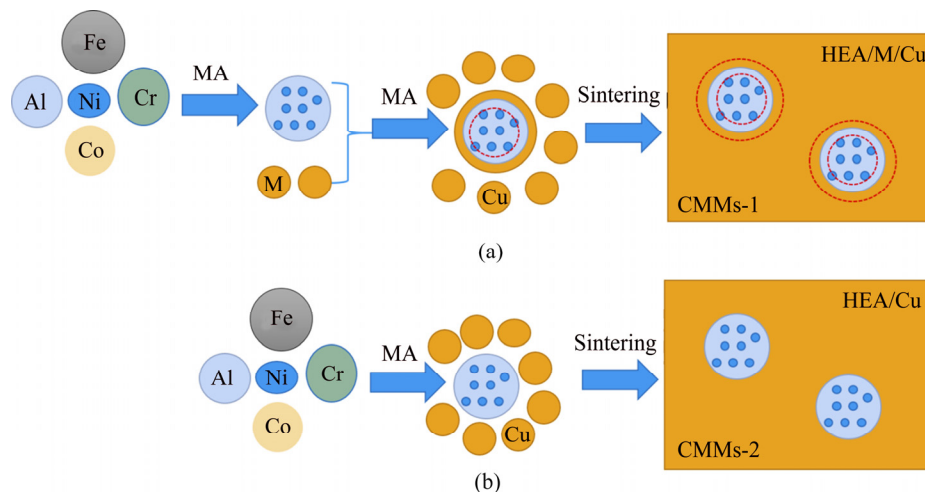 Fe
Al
Ni
Cr
Co
MA
M
MA
Cu
Sintering
HEA/M/Cu
CMMs-1
(a)
Fe
Al
Ni
Cr
Co
MA
Cu
Sintering
HEA/Cu
CMMs-2
(b)